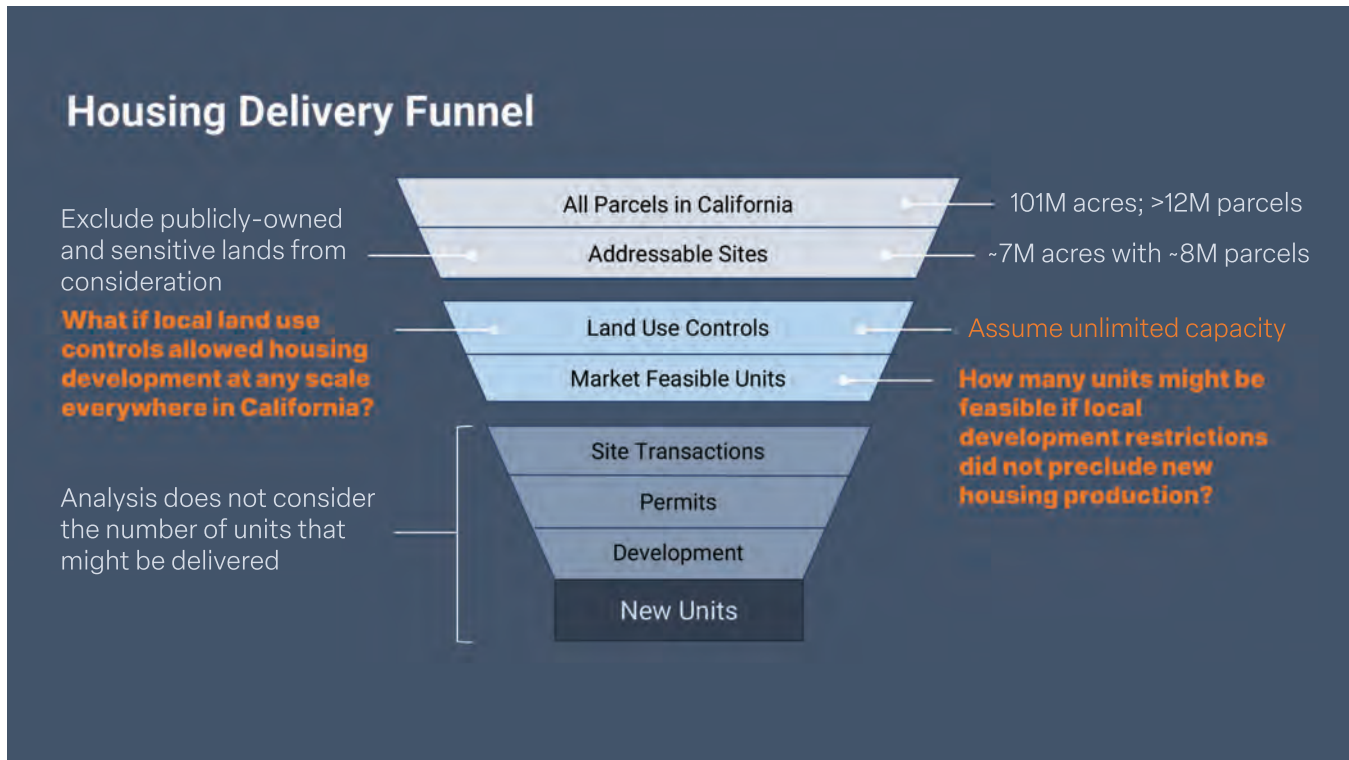 Housing Delivery Funnel
All Parcels in California
101M acres; >12M parcels
Exclude publicly-owned
and sensitive lands from
consideration
Addressable Sites
~7M acres with ~8M parcels
What if local land use
controls allowed housing
development at any scale
everywhere in California?
Land Use Controls
Assume unlimited capacity
Market Feasible Units
How many units might be
feasible if local
development restrictions
did not preclude new
housing production?
Analysis does not consider
the number of units that
might be delivered
Site Transactions
Permits
Development
New Units